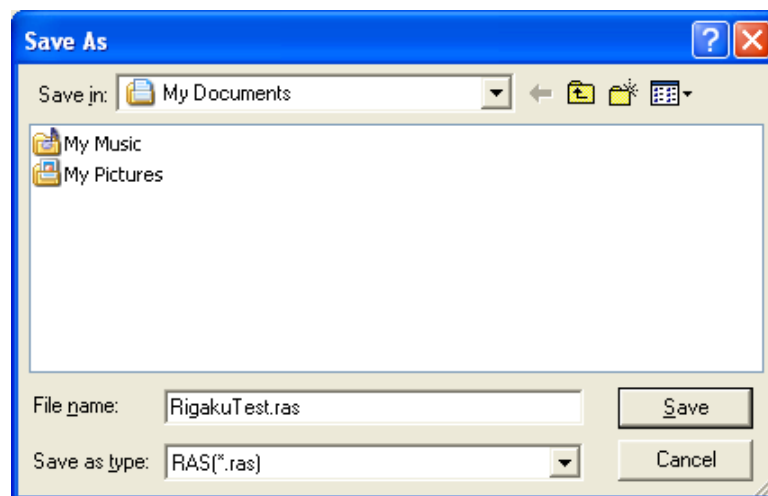 Save As
Save in: My Documents
My Music
My Pictures
File name: RigakuTest.ras Save
Save as type: RAS(*.ras) Cancel